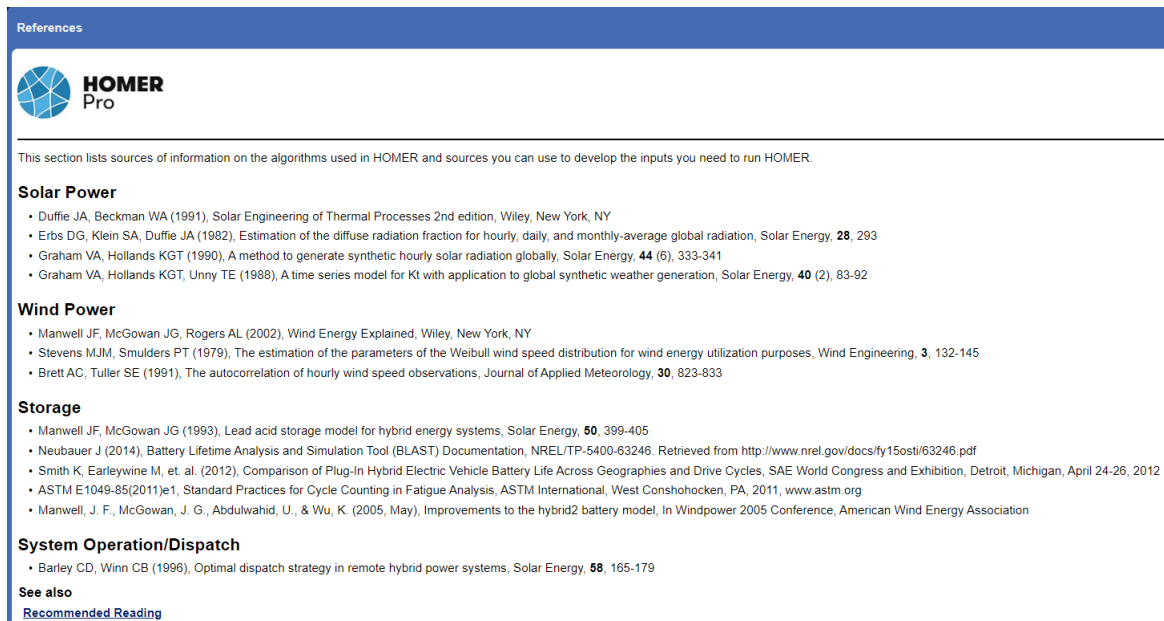 References
HOMER
Pro
This section lists sources of information on the algorithms used in HOMER and sources you can use to develop the inputs you need to run HOMER.
Solar Power
• Duffie JA, Beckman WA (1991), Solar Engineering of Thermal Processes 2nd edition, Wiley, New York, NY
• Erbs DG, Klein SA, Duffie JA (1982), Estimation of the diffuse radiation fraction for hourly, daily, and monthly-average global radiation, Solar Energy, 28, 293
• Graham VA, Hollands KGT (1990), A method to generate synthetic hourly solar radiation globally, Solar Energy, 44 (6), 333-341
• Graham VA, Hollands KGT, Unny TE (1988), A time series model for Kt with application to global synthetic weather generation, Solar Energy, 40 (2), 83-92
Wind Power
• Manwell JF, McGowan JG, Rogers AL (2002), Wind Energy Explained, Wiley, New York, NY
• Stevens MJM, Smulders PT (1979), The estimation of the parameters of the Weibull wind speed distribution for wind energy utilization purposes, Wind Engineering, 3, 132-145
• Brett AC, Tuller SE (1991), The autocorrelation of hourly wind speed observations, Journal of Applied Meteorology, 30, 823-833
Storage
• Manwell JF, McGowan JG (1993), Lead acid storage model for hybrid energy systems, Solar Energy, 50, 399-405
• Neubauer J (2014), Battery Lifetime Analysis and Simulation Tool (BLAST) Documentation, NREL/TP-5400-63246. Retrieved from http://www.nrel.gov/docs/fy15osti/63246.pdf
• Smith K, Earleywine M, et. al. (2012), Comparison of Plug-In Hybrid Electric Vehicle Battery Life Across Geographies and Drive Cycles, SAE World Congress and Exhibition, Detroit, Michigan, April 24-26, 2012
• ASTM E1049-85(2011)e1, Standard Practices for Cycle Counting in Fatigue Analysis, ASTM International, West Conshohocken, PA, 2011, www.astm.org
• Manwell, J. F., McGowan, J. G., Abdulwahid, U., & Wu, K. (2005, May), Improvements to the hybrid2 battery model, In Windpower 2005 Conference, American Wind Energy Association
System Operation/Dispatch
• Barley CD, Winn CB (1996), Optimal dispatch strategy in remote hybrid power systems, Solar Energy, 58, 165-179
See also
Recommended Reading